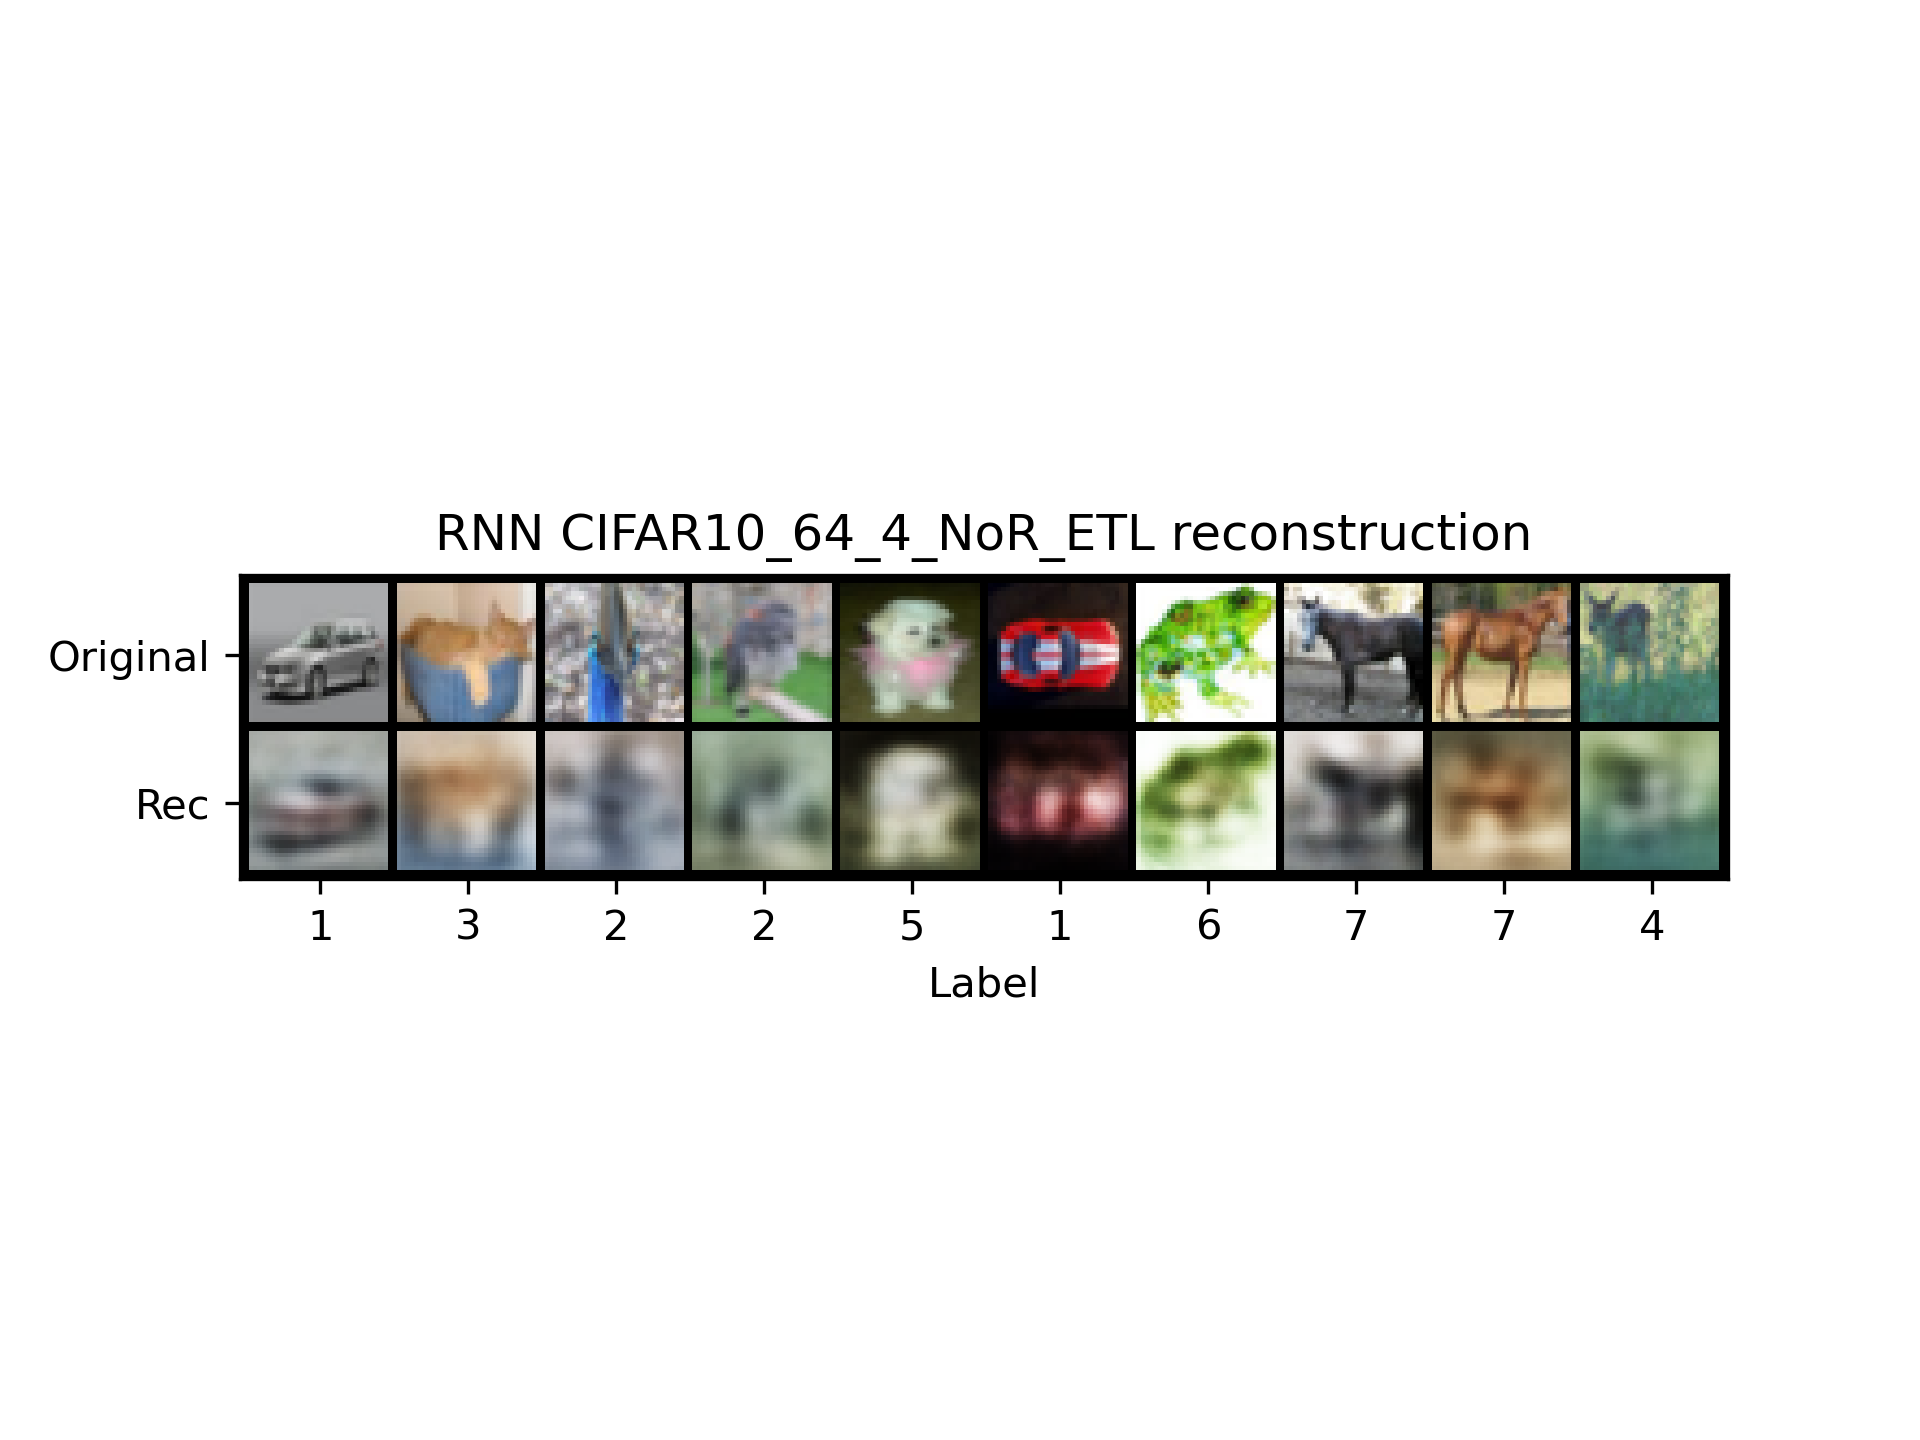 RNN CIFAR10_64_4_NoR_ETL reconstruction
Original
Rec
1 3 2 2 5 1 6 7 7 4
Label